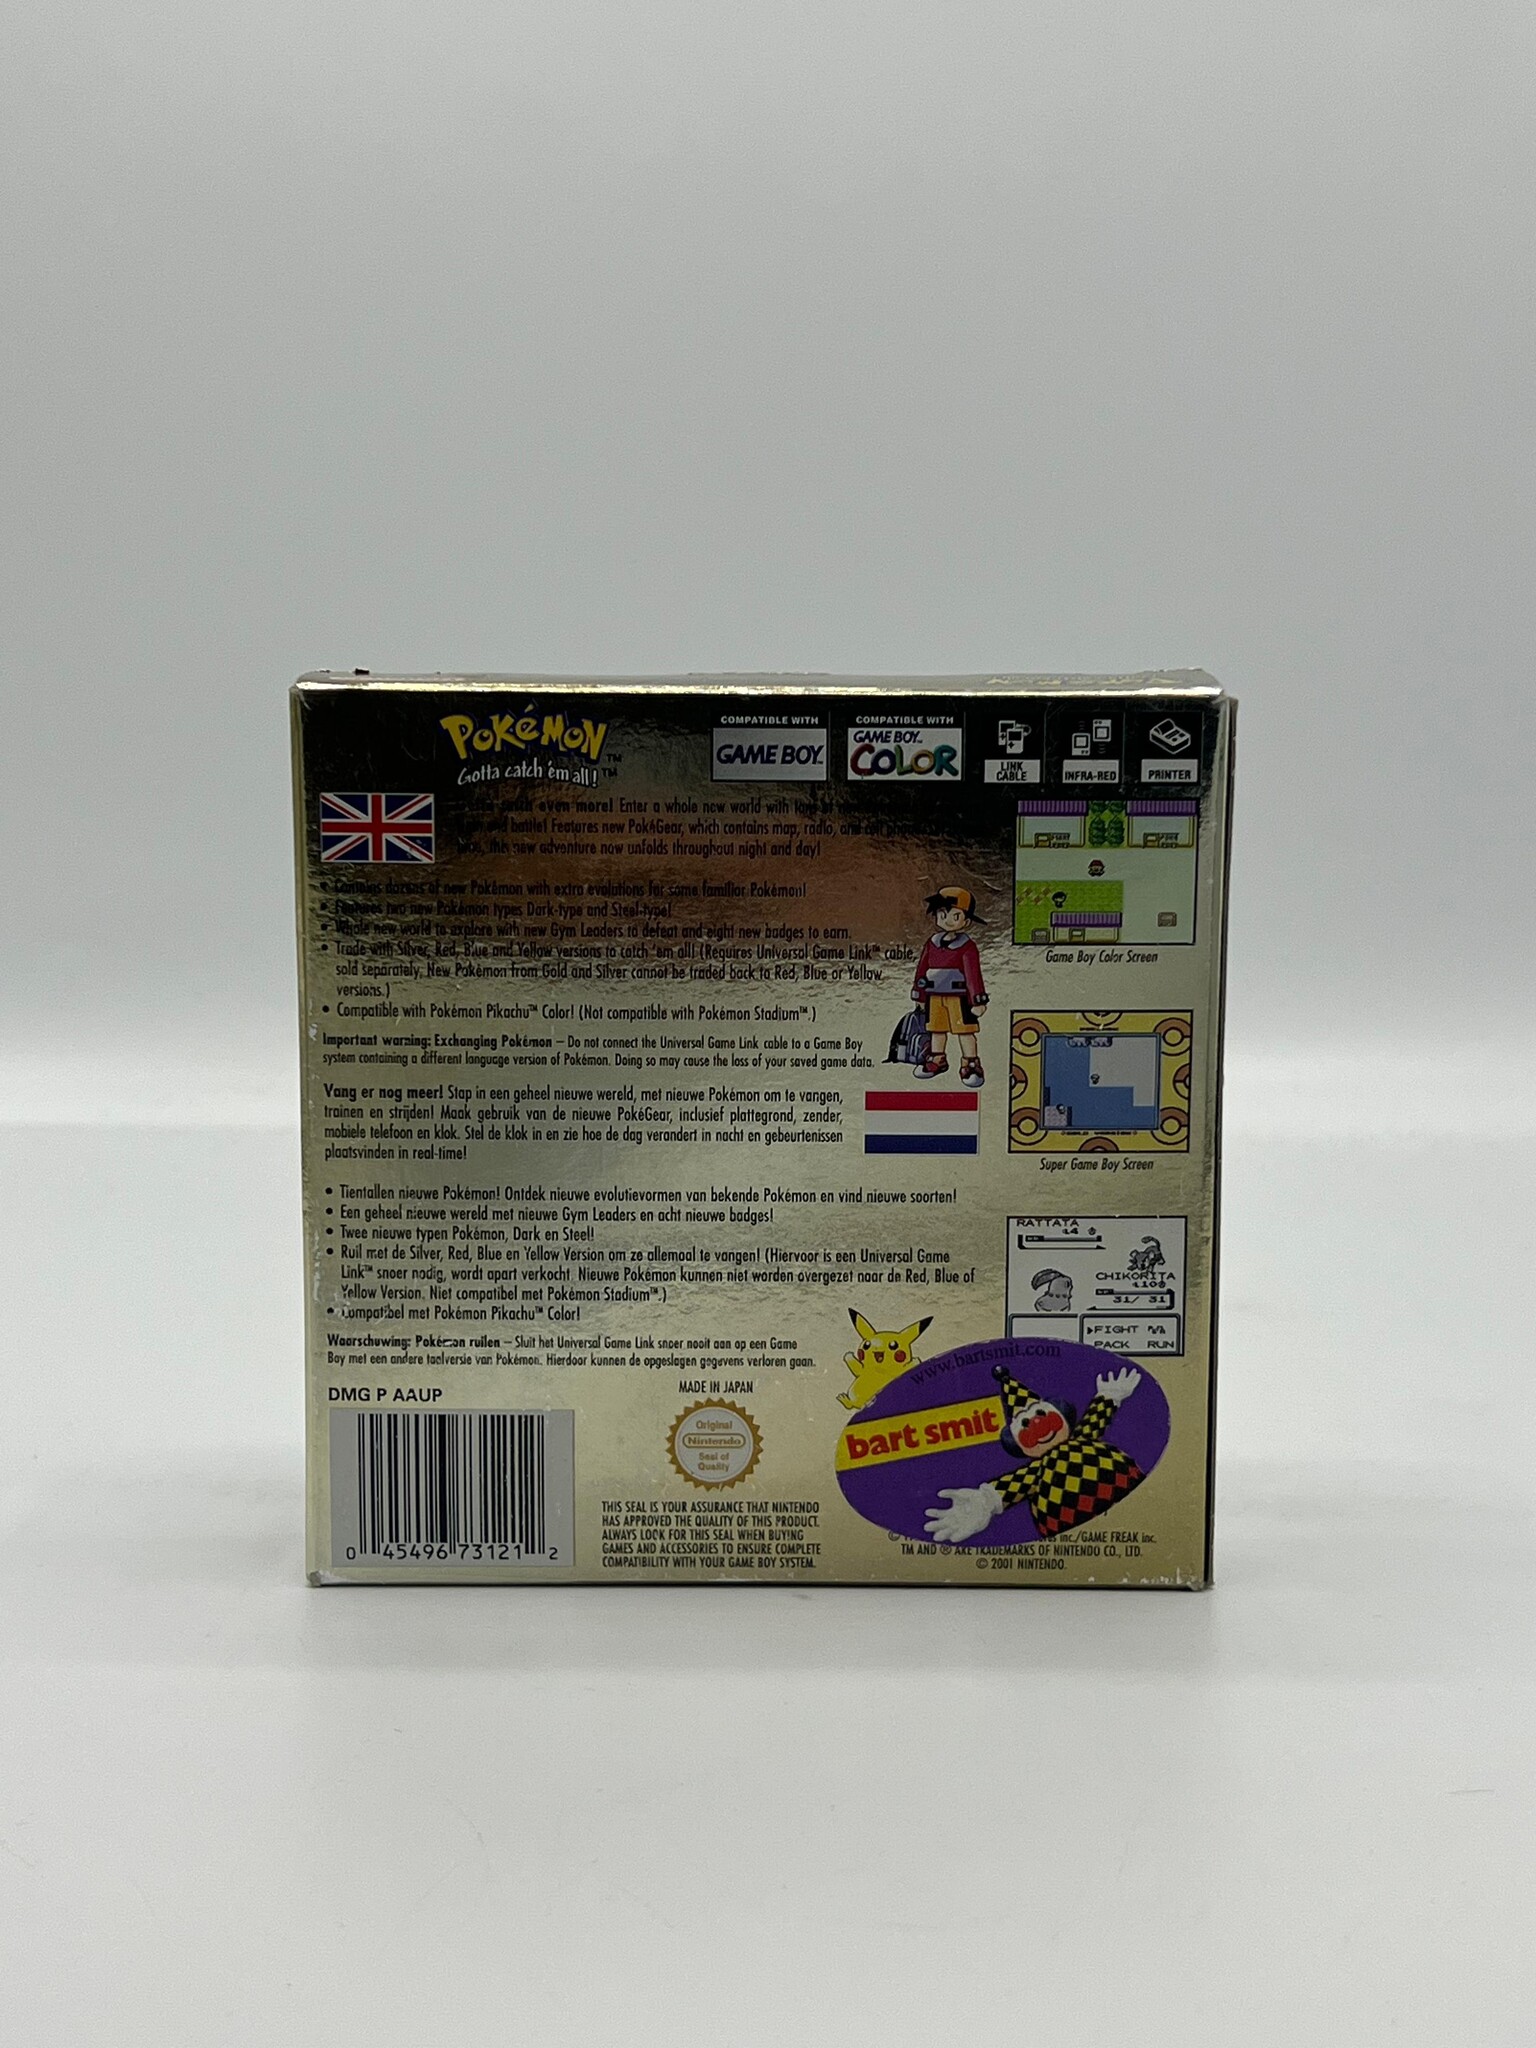 POKéMON™
Gotta catch 'em all!™
COMPATIBLE WITH
GAME BOY™
COMPATIBLE WITH
GAME BOY™
COLOR
LINK
CABLE
INFRA-RED
PRINTER
catch even more! Enter a whole new world with
and battle! Features new PokéGear, which contains map, radio, and
the new adventure now unfolds throughout night and day!
• Contains dozens of new Pokémon with extra evolutions for some familiar Pokémon!
• Features two new Pokémon types Dark-type and Steel-type!
• Whole new world to explore with new Gym Leaders to defeat and eight new badges to earn.
• Trade with Silver, Red, Blue and Yellow versions to catch 'em all! (Requires Universal Game Link™ cable,
sold separately, New Pokémon from Gold and Silver cannot be traded back to Red, Blue or Yellow
versions.)
• Compatible with Pokémon Pikachu™ Color! (Not compatible with Pokémon Stadium™.)
Important warning: Exchanging Pokémon – Do not connect the Universal Game Link cable to a Game Boy
system containing a different language version of Pokémon. Doing so may cause the loss of your saved game data.
Game Boy Color Screen
Vang er nog meer! Stap in een geheel nieuwe wereld, met nieuwe Pokémon om te vangen,
trainen en strijden! Maak gebruik van de nieuwe PokéGear, inclusief plattegrond, zender,
mobiele telefoon en klok. Stel de klok in en zie hoe de dag verandert in nacht en gebeurtenissen
plaatsvinden in real-time!
Super Game Boy Screen
• Tientallen nieuwe Pokémon! Ontdek nieuwe evolutievormen van bekende Pokémon en vind nieuwe soorten!
• Een geheel nieuwe wereld met nieuwe Gym Leaders en acht nieuwe badges!
• Twee nieuwe typen Pokémon, Dark en Steel!
• Ruil met de Silver, Red, Blue en Yellow Version om ze allemaal te vangen! (Hiervoor is een Universal Game
Link™ snoer nodig, wordt apart verkocht. Nieuwe Pokémon kunnen niet worden overgezet naar de Red, Blue of
Yellow Version. Niet compatibel met Pokémon Stadium™.)
• Compatibel met Pokémon Pikachu™ Color!
Waarschuwing: Pokémon ruilen – Sluit het Universal Game Link snoer nooit aan op een Game
Boy met een andere taalversie van Pokémon. Hierdoor kunnen de opgeslagen gegevens verloren gaan.
RATTATA
CHIKORITA
31/ 31
▶FIGHT
PACK RUN
DMG P AAUP
MADE IN JAPAN
Original
Nintendo
Seal of
Quality
THIS SEAL IS YOUR ASSURANCE THAT NINTENDO
HAS APPROVED THE QUALITY OF THIS PRODUCT.
ALWAYS LOOK FOR THIS SEAL WHEN BUYING
GAMES AND ACCESSORIES TO ENSURE COMPLETE
COMPATIBILITY WITH YOUR GAME BOY SYSTEM.
0 45496 73121 2
www.bartsmit.com
bart smit
inc./GAME FREAK inc.
TM AND ® ARE TRADEMARKS OF NINTENDO CO., LTD.
© 2001 NINTENDO.